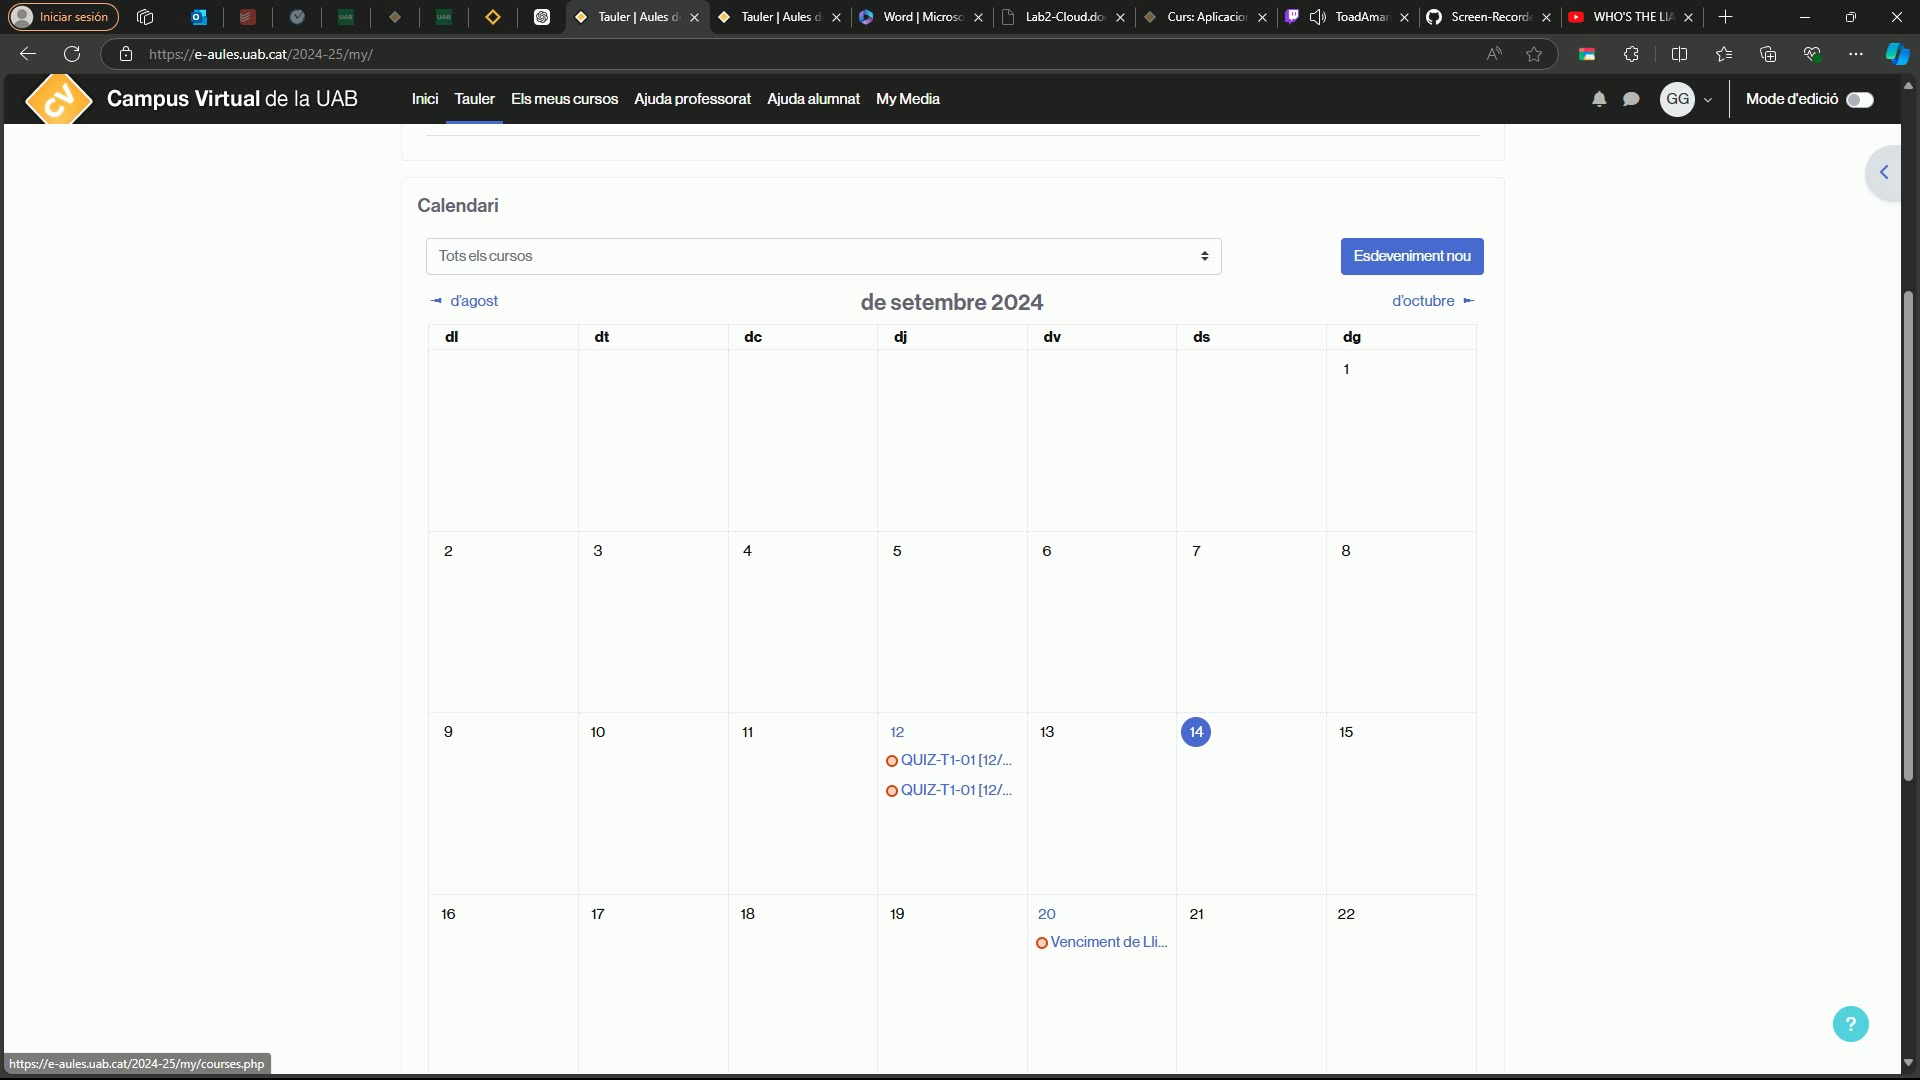 Iniciar sesión
Tauler | Aules d
Tauler | Aules d
Word | Microso
Lab2-Cloud.do
Curs: Aplicacio
ToadAmar
Screen-Record
WHO'S THE LIA
https://e-aules.uab.cat/2024-25/my/
CV
Campus Virtual de la UAB
Inici
Tauler
Els meus cursos
Ajuda professorat
Ajuda alumnat
My Media
GG
Mode d'edició
Calendari
Tots els cursos
Esdeveniment nou
◄ d'agost
de setembre 2024
d'octubre ►
dl dt dc dj dv ds dg
1
2 3 4 5 6 7 8
9 10 11 12 13 14 15
QUIZ-T1-01 [12/...
QUIZ-T1-01 [12/...
16 17 18 19 20 21 22
Venciment de Lli...
?
https://e-aules.uab.cat/2024-25/my/courses.php